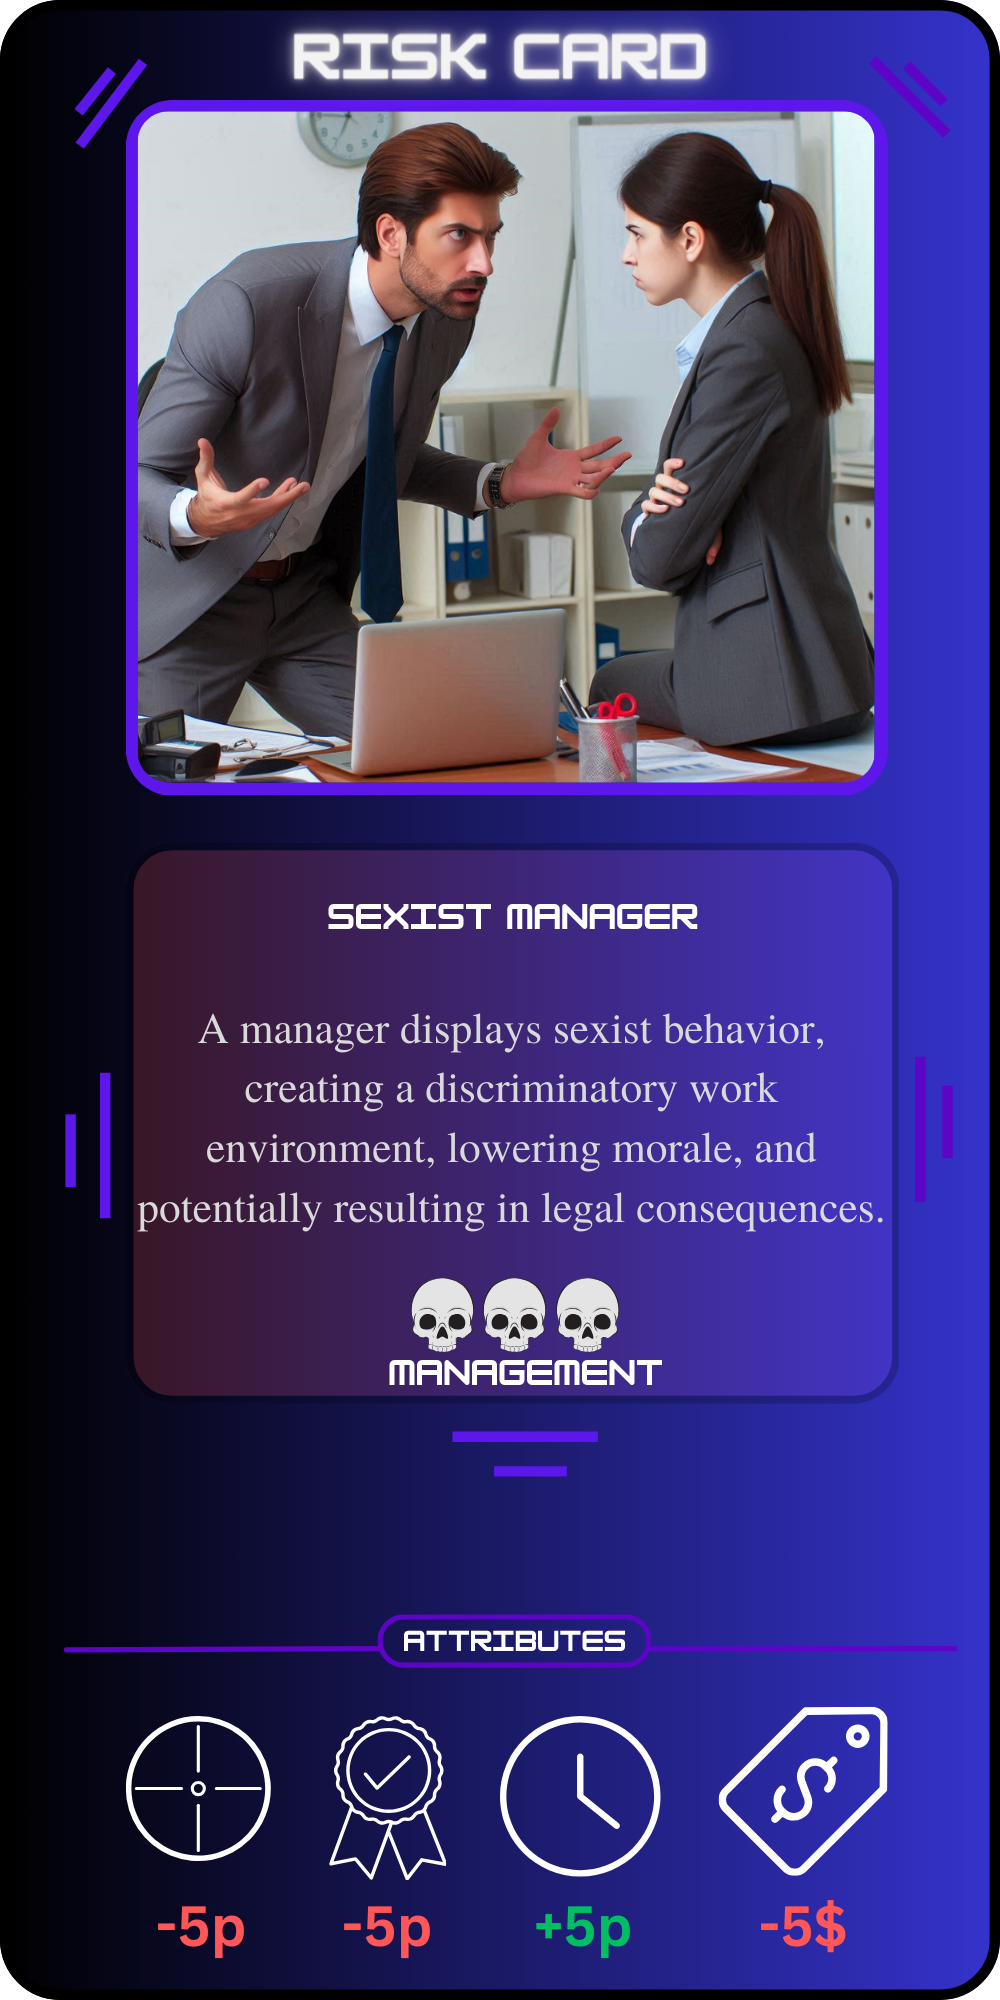 RISK CARD
SEXIST MANAGER
A manager displays sexist behavior,
creating a discriminatory work
environment, lowering morale, and
potentially resulting in legal consequences.
MANAGEMENT
ATTRIBUTES
$
-5p -5p +5p -5$